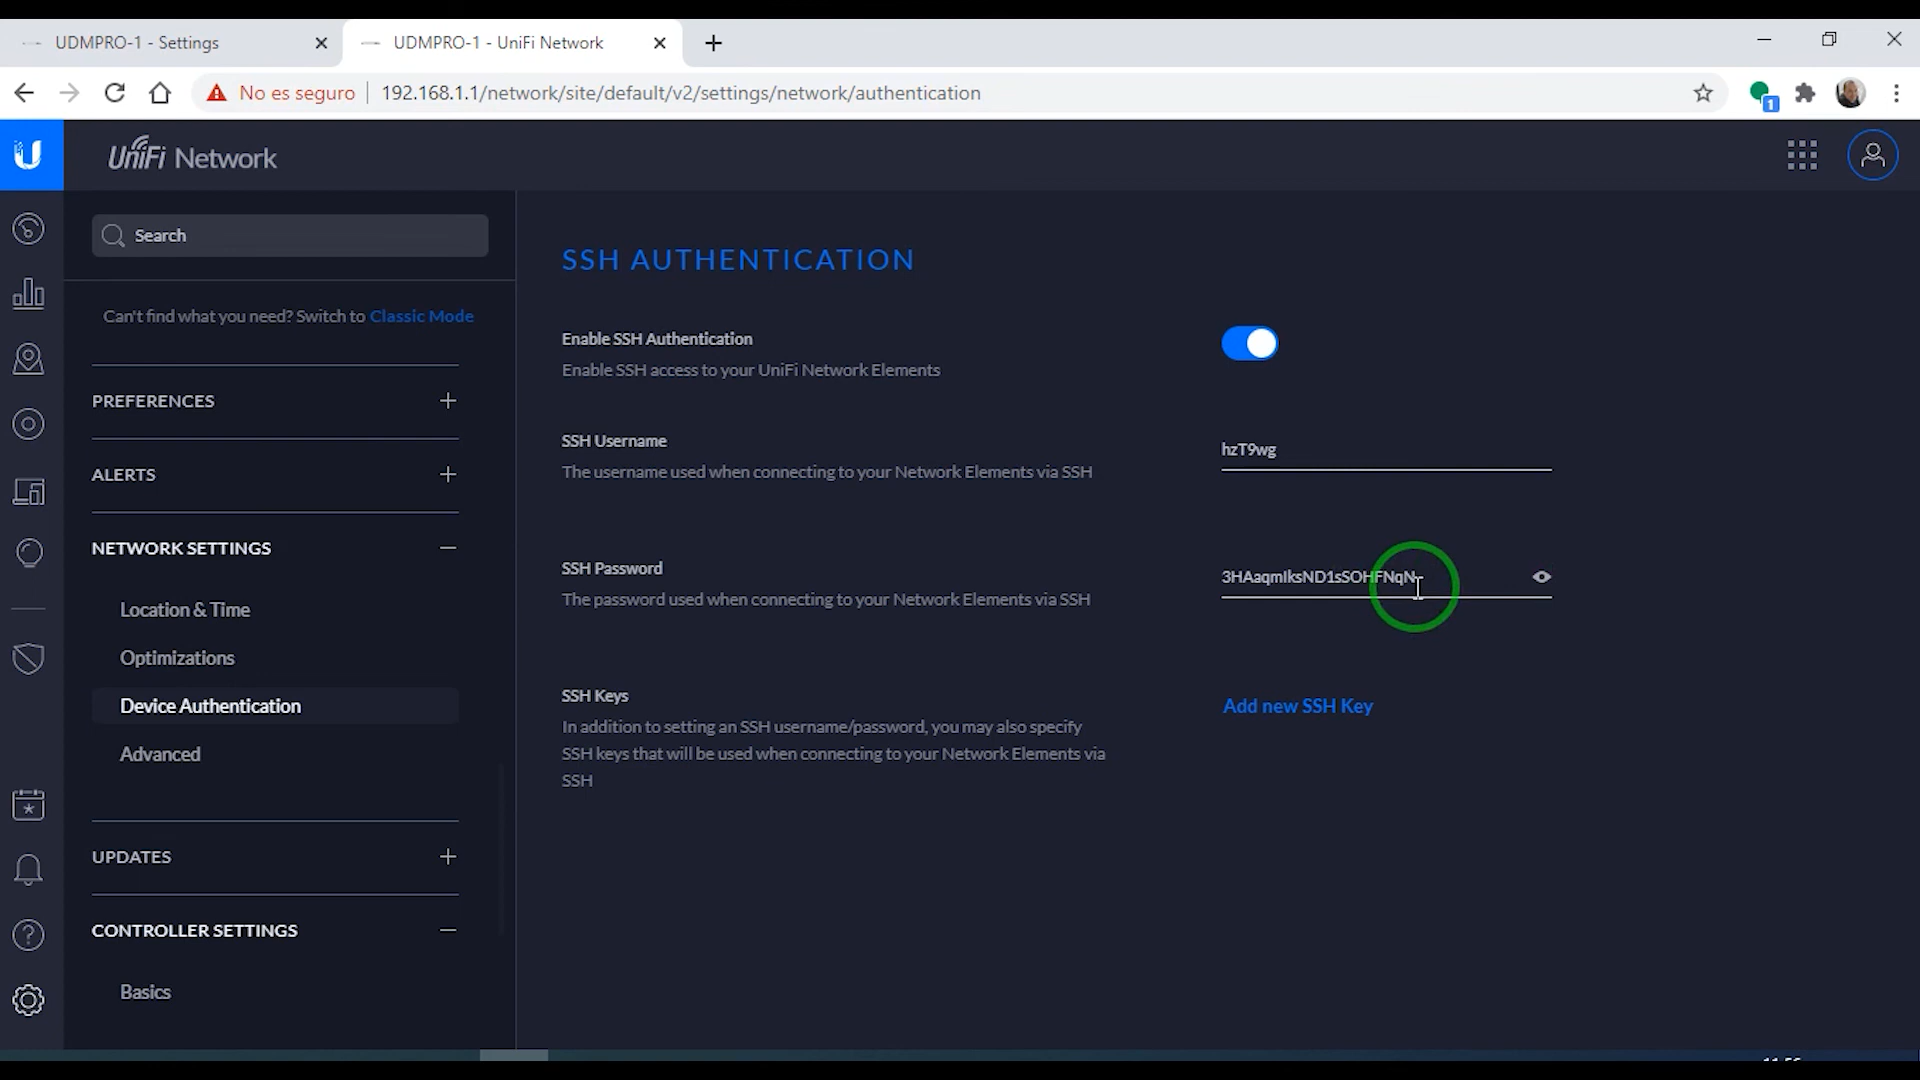 UDMPRO-1 - Settings
UDMPRO-1 - UniFi Network
No es seguro
192.168.1.1/network/site/default/v2/settings/network/authentication
1
UniFi Network
Search
Can't find what you need? Switch to Classic Mode
PREFERENCES
ALERTS
NETWORK SETTINGS
Location & Time
Optimizations
Device Authentication
Advanced
UPDATES
CONTROLLER SETTINGS
Basics
SSH AUTHENTICATION
Enable SSH Authentication
Enable SSH access to your UniFi Network Elements
SSH Username
The username used when connecting to your Network Elements via SSH
hzT9wg
SSH Password
The password used when connecting to your Network Elements via SSH
SSH Keys
In addition to setting an SSH username/password, you may also specify
SSH keys that will be used when connecting to your Network Elements via
SSH
Add new SSH Key